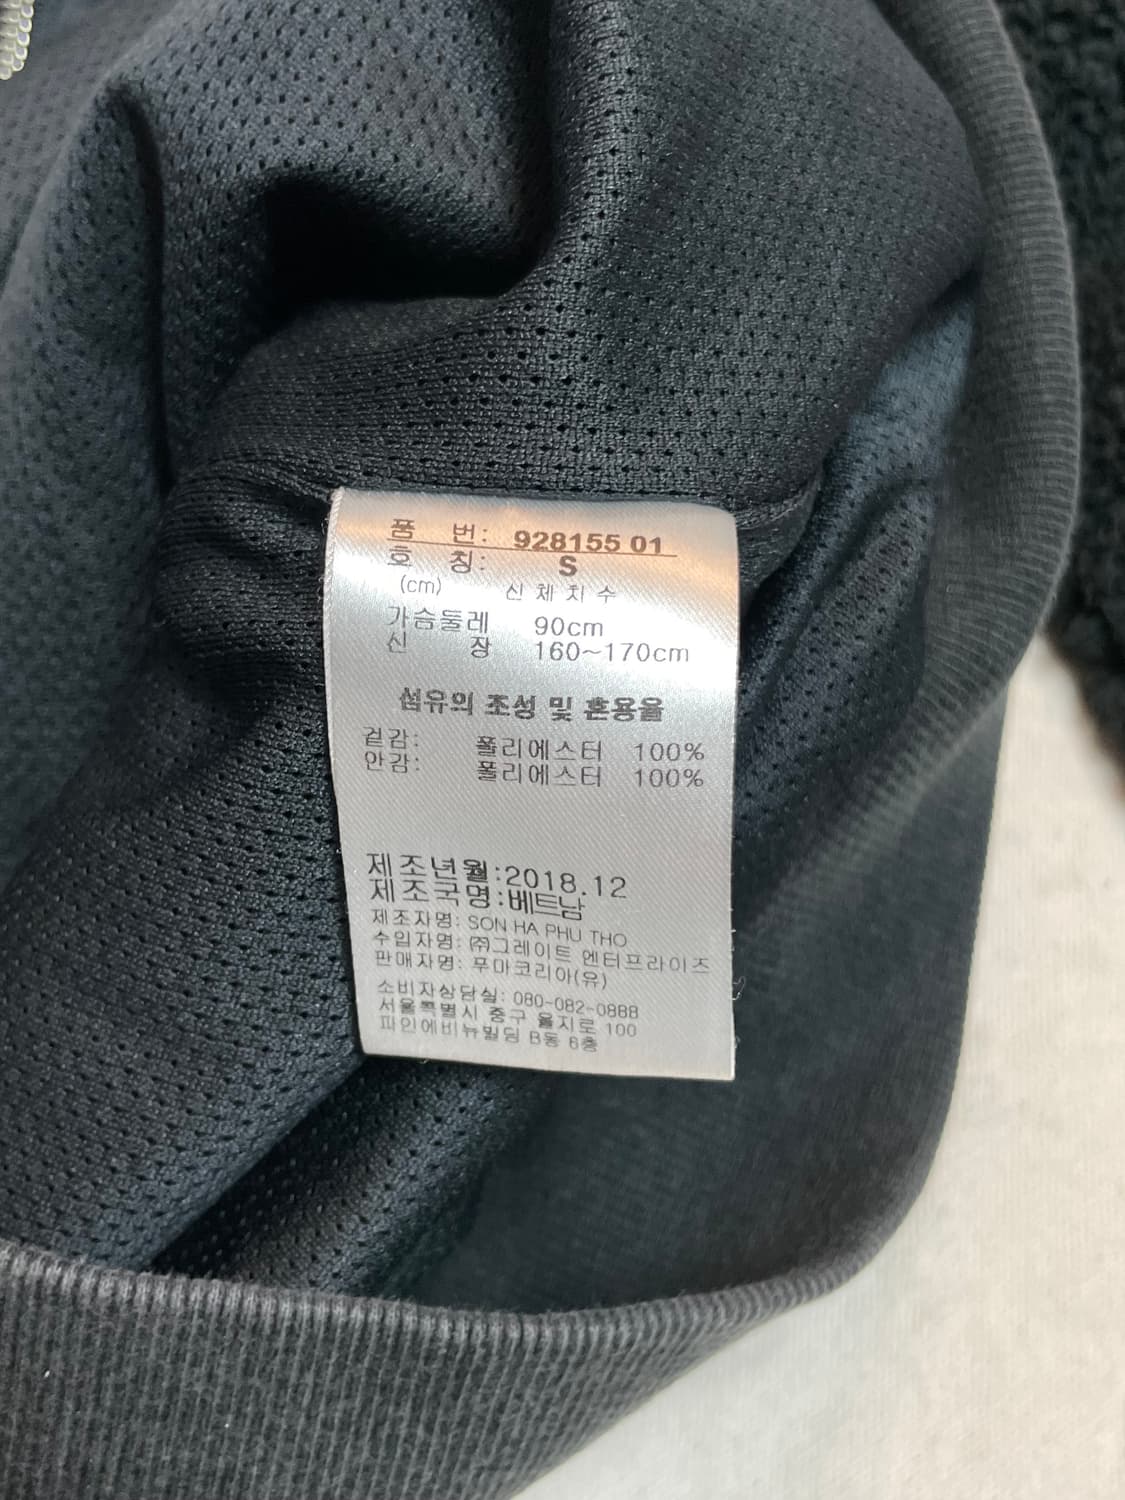 품 번: 928155 01
호 칭: S
(cm) 신체치수
가슴둘레 90cm
신 장 160~170cm
섬유의 조성 및 혼용율
겉감: 폴리에스터 100%
안감: 폴리에스터 100%
제조년월:2018.12
제조국명:베트남
제조자명: SON HA PHU THO
수입자명: ㈜그레이트 엔터프라이즈
판매자명: 푸마코리아(유)
소비자상담실: 080-082-0888
서울특별시 중구 을지로 100
파인에비뉴빌딩 B동 6층